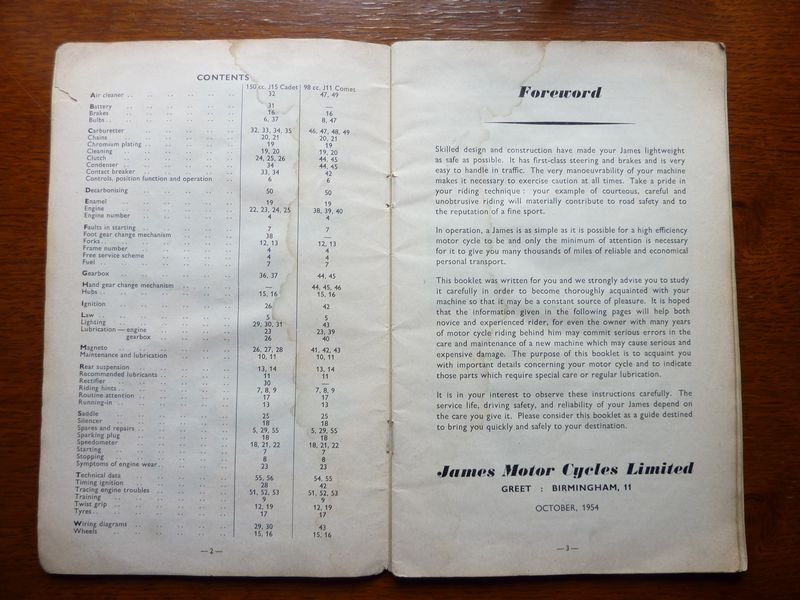 CONTENTS
150 cc. J15 Cadet 98 cc. J11 Comet
Air cleaner .. 32 47, 49
Battery 31 —
Brakes 16 16
Bulbs .. 6, 37 8, 47
Carburetter 32, 33, 34, 35 46, 47, 48, 49
Chains 20, 21 20, 21
Chromium plating 19 19
Cleaning 19, 20 19, 20
Clutch 24, 25, 26 44, 45
Condenser 34 44, 45
Contact breaker 33, 34 42
Controls, position function and operation 6 6
Decarbonising 50 50
Enamel 19 19
Engine 22, 23, 24, 25 38, 39, 40
Engine number 4 4
Faults in starting 7 7
Foot gear change mechanism 38 —
Forks .. 12, 13 12, 13
Frame number 4 4
Free service scheme 4 4
Fuel 7 7
Gearbox 36, 37 44, 45
Hand gear change mechanism — 44, 45, 46
Hubs 15, 16 15, 16
Ignition 26 42
Law 5 5
Lighting 29, 30, 31 43
Lubrication — engine 23 23, 39
gearbox 26 40
Magneto 26, 27, 28 41, 42, 43
Maintenance and lubrication 10, 11 10, 11
Rear suspension 13, 14 13, 14
Recommended lubricants 11 11
Rectifier 30 —
Riding hints 7, 8, 9 7, 8, 9
Routine attention 17 17
Running-in 13 13
Saddle 25 25
Silencer 18 18
Spares and repairs 5, 29, 55 5, 29, 55
Sparking plug 18 18
Speedometer 18, 21, 22 18, 21, 22
Starting 7 7
Stopping 8 8
Symptoms of engine wear 23 23
Technical data 55, 56 54, 55
Timing ignition 28 42
Tracing engine troubles 51, 52, 53 51, 52, 53
Training 9 9
Twist grip 12, 19 12, 19
Tyres 17 17
Wiring diagrams 29, 30 43
Wheels 15, 16 15, 16
— 2 —
Foreword
Skilled design and construction have made your James lightweight
as safe as possible. It has first-class steering and brakes and is very
easy to handle in traffic. The very manoeuvrability of your machine
makes it necessary to exercise caution at all times. Take a pride in
your riding technique : your example of courteous, careful and
unobtrusive riding will materially contribute to road safety and to
the reputation of a fine sport.
In operation, a James is as simple as it is possible for a high efficiency
motor cycle to be and only the minimum of attention is necessary
for it to give you many thousands of miles of reliable and economical
personal transport.
This booklet was written for you and we strongly advise you to study
it carefully in order to become thoroughly acquainted with your
machine so that it may be a constant source of pleasure. It is hoped
that the information given in the following pages will help both
novice and experienced rider, for even the owner with many years
of motor cycle riding behind him may commit serious errors in the
care and maintenance of a new machine which may cause serious and
expensive damage. The purpose of this booklet is to acquaint you
with important details concerning your motor cycle and to indicate
those parts which require special care or regular lubrication.
It is in your interest to observe these instructions carefully. The
service life, driving safety, and reliability of your James depend on
the care you give it. Please consider this booklet as a guide destined
to bring you quickly and safely to your destination.
James Motor Cycles Limited
GREET : BIRMINGHAM, 11
OCTOBER, 1954
— 3 —